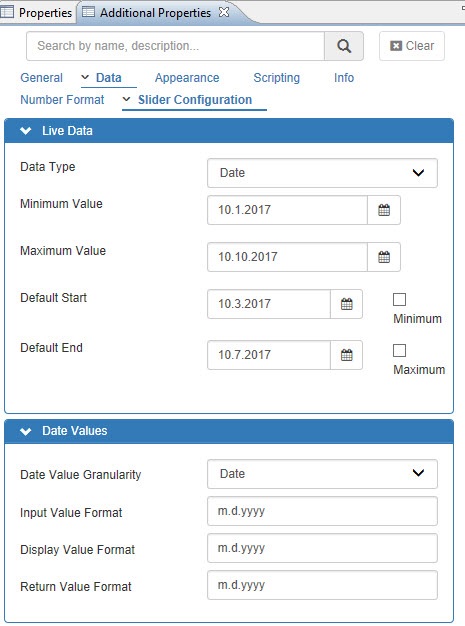 Properties Additional Properties
Search by name, description... Clear
General Data Appearance Scripting Info
Number Format Slider Configuration
Live Data
Data Type Date
Minimum Value 10.1.2017
Maximum Value 10.10.2017
Default Start 10.3.2017 Minimum
Default End 10.7.2017 Maximum
Date Values
Date Value Granularity Date
Input Value Format m.d.yyyy
Display Value Format m.d.yyyy
Return Value Format m.d.yyyy